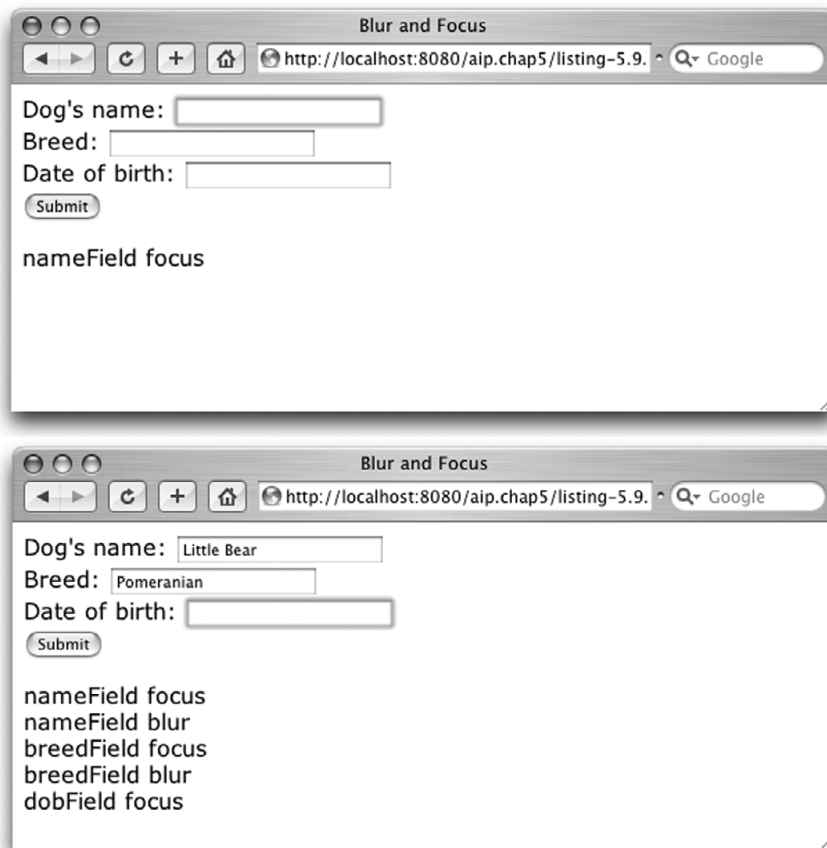 Blur and Focus
http://localhost:8080/aip.chap5/listing-5.9. Google
Dog's name:
Breed:
Date of birth:
Submit
nameField focus
Blur and Focus
http://localhost:8080/aip.chap5/listing-5.9. Google
Dog's name: Little Bear
Breed: Pomeranian
Date of birth:
Submit
nameField focus
nameField blur
breedField focus
breedField blur
dobField focus